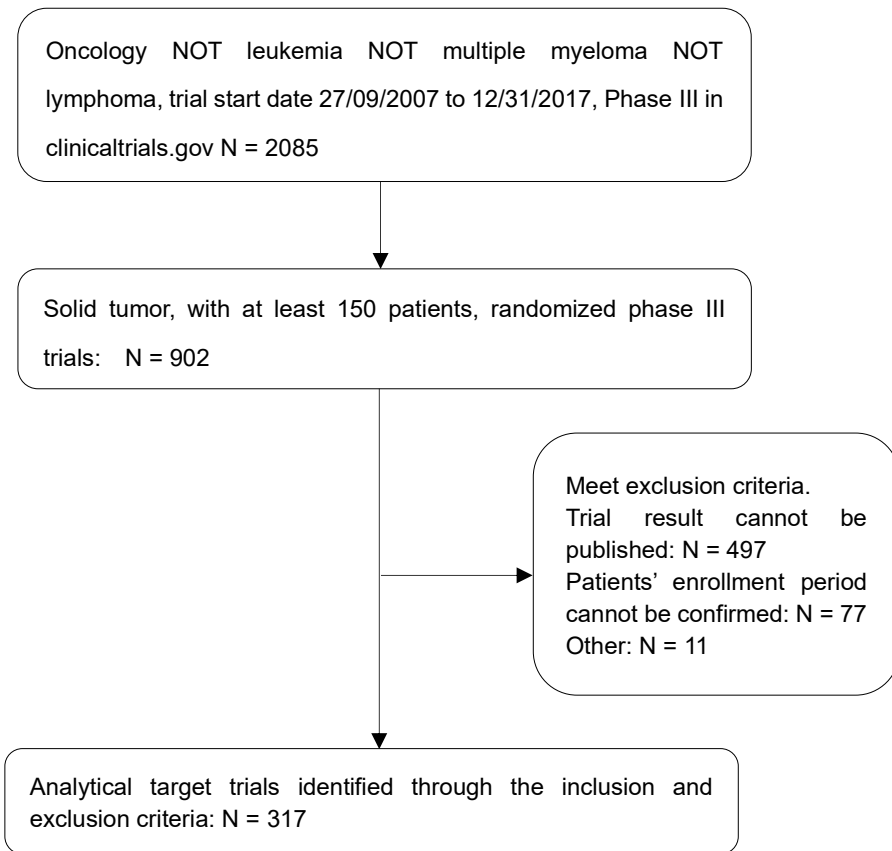 Oncology NOT leukemia NOT multiple myeloma NOT
lymphoma, trial start date 27/09/2007 to 12/31/2017, Phase III in
clinicaltrials.gov N = 2085
Solid tumor, with at least 150 patients, randomized phase III
trials: N = 902
Meet exclusion criteria.
Trial result cannot be
published: N = 497
Patients’ enrollment period
cannot be confirmed: N = 77
Other: N = 11
Analytical target trials identified through the inclusion and
exclusion criteria: N = 317